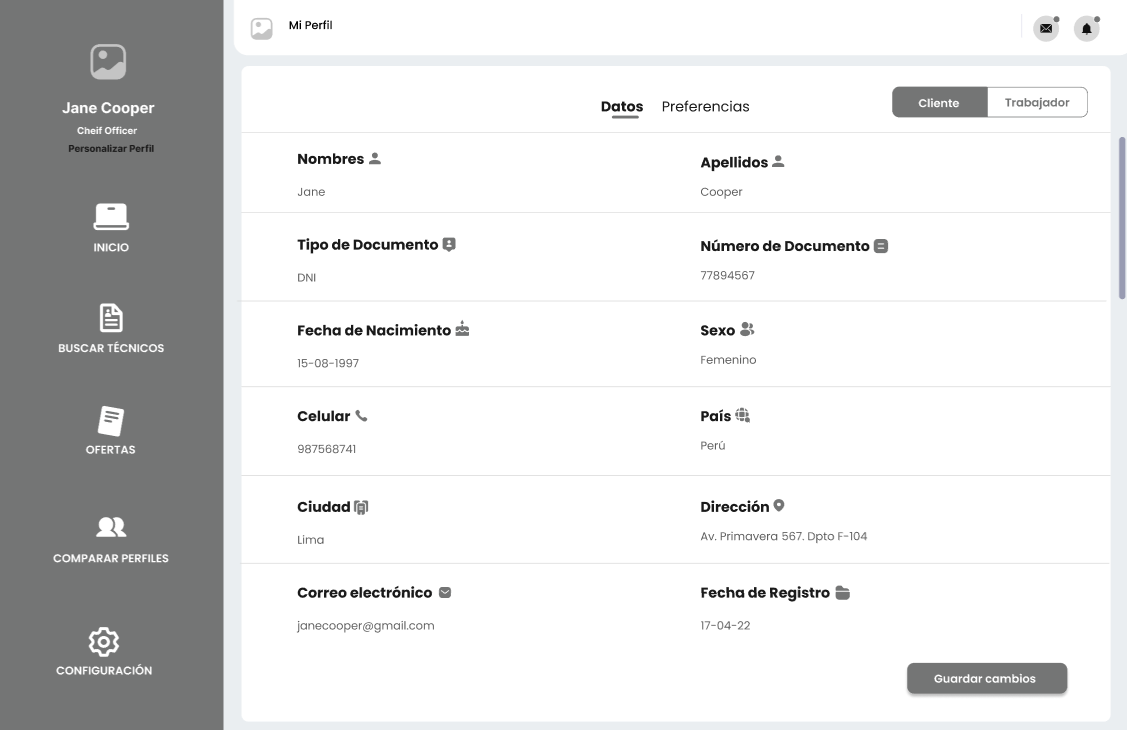 Jane Cooper
Cheif Officer
Personalizar Perfil
INICIO
BUSCAR TÉCNICOS
OFERTAS
COMPARAR PERFILES
CONFIGURACIÓN
Mi Perfil
Datos Preferencias
Cliente Trabajador
Nombres Apellidos
Jane Cooper
Tipo de Documento Número de Documento
DNI 77894567
Fecha de Nacimiento Sexo
15-08-1997 Femenino
Celular País
987568741 Perú
Ciudad Dirección
Lima Av. Primavera 567. Dpto F-104
Correo electrónico Fecha de Registro
janecooper@gmail.com 17-04-22
Guardar cambios